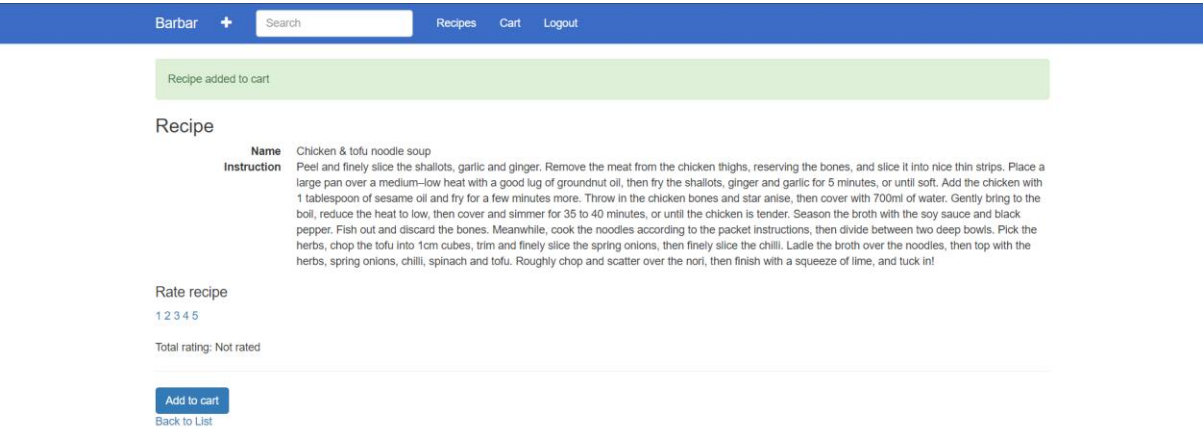 Barbar + Search Recipes Cart Logout
Recipe added to cart
Recipe
Name Chicken & tofu noodle soup
Instruction Peel and finely slice the shallots, garlic and ginger. Remove the meat from the chicken thighs, reserving the bones, and slice it into nice thin strips. Place a
large pan over a medium–low heat with a good lug of groundnut oil, then fry the shallots, ginger and garlic for 5 minutes, or until soft. Add the chicken with
1 tablespoon of sesame oil and fry for a few minutes more. Throw in the chicken bones and star anise, then cover with 700ml of water. Gently bring to the
boil, reduce the heat to low, then cover and simmer for 35 to 40 minutes, or until the chicken is tender. Season the broth with the soy sauce and black
pepper. Fish out and discard the bones. Meanwhile, cook the noodles according to the packet instructions, then divide between two deep bowls. Pick the
herbs, chop the tofu into 1cm cubes, trim and finely slice the spring onions, then finely slice the chilli. Ladle the broth over the noodles, then top with the
herbs, spring onions, chilli, spinach and tofu. Roughly chop and scatter over the nori, then finish with a squeeze of lime, and tuck in!
Rate recipe
1 2 3 4 5
Total rating: Not rated
Add to cart
Back to List